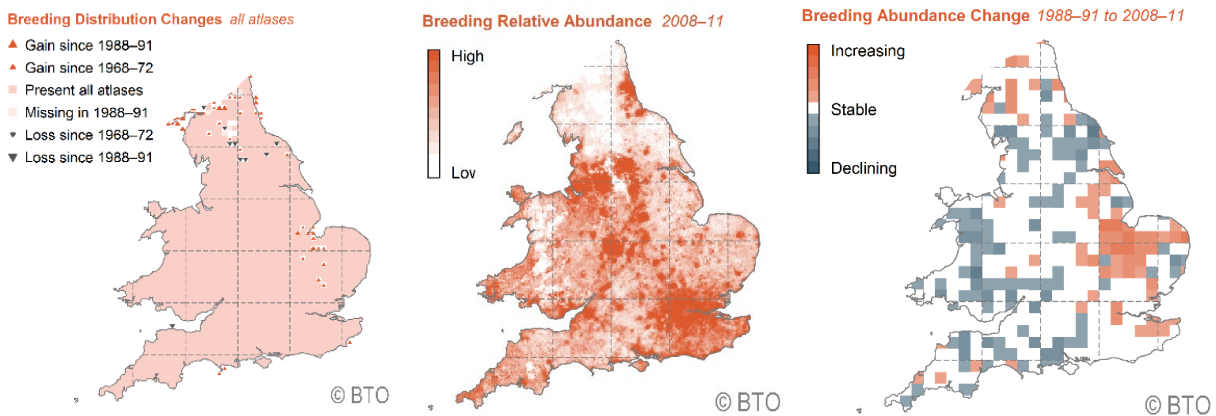 Breeding Distribution Changes all atlases
Gain since 1988–91
Gain since 1968–72
Present all atlases
Missing in 1988–91
Loss since 1968–72
Loss since 1988–91
© BTO
Breeding Relative Abundance 2008–11
High
Low
© BTO
Breeding Abundance Change 1988–91 to 2008–11
Increasing
Stable
Declining
© BTO